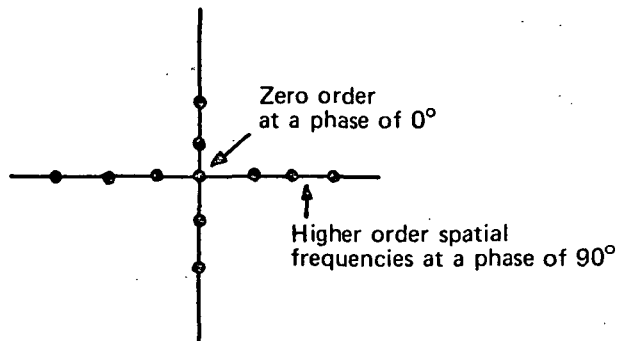 Zero order
at a phase of 0°
Higher order spatial
frequencies at a phase of 90°